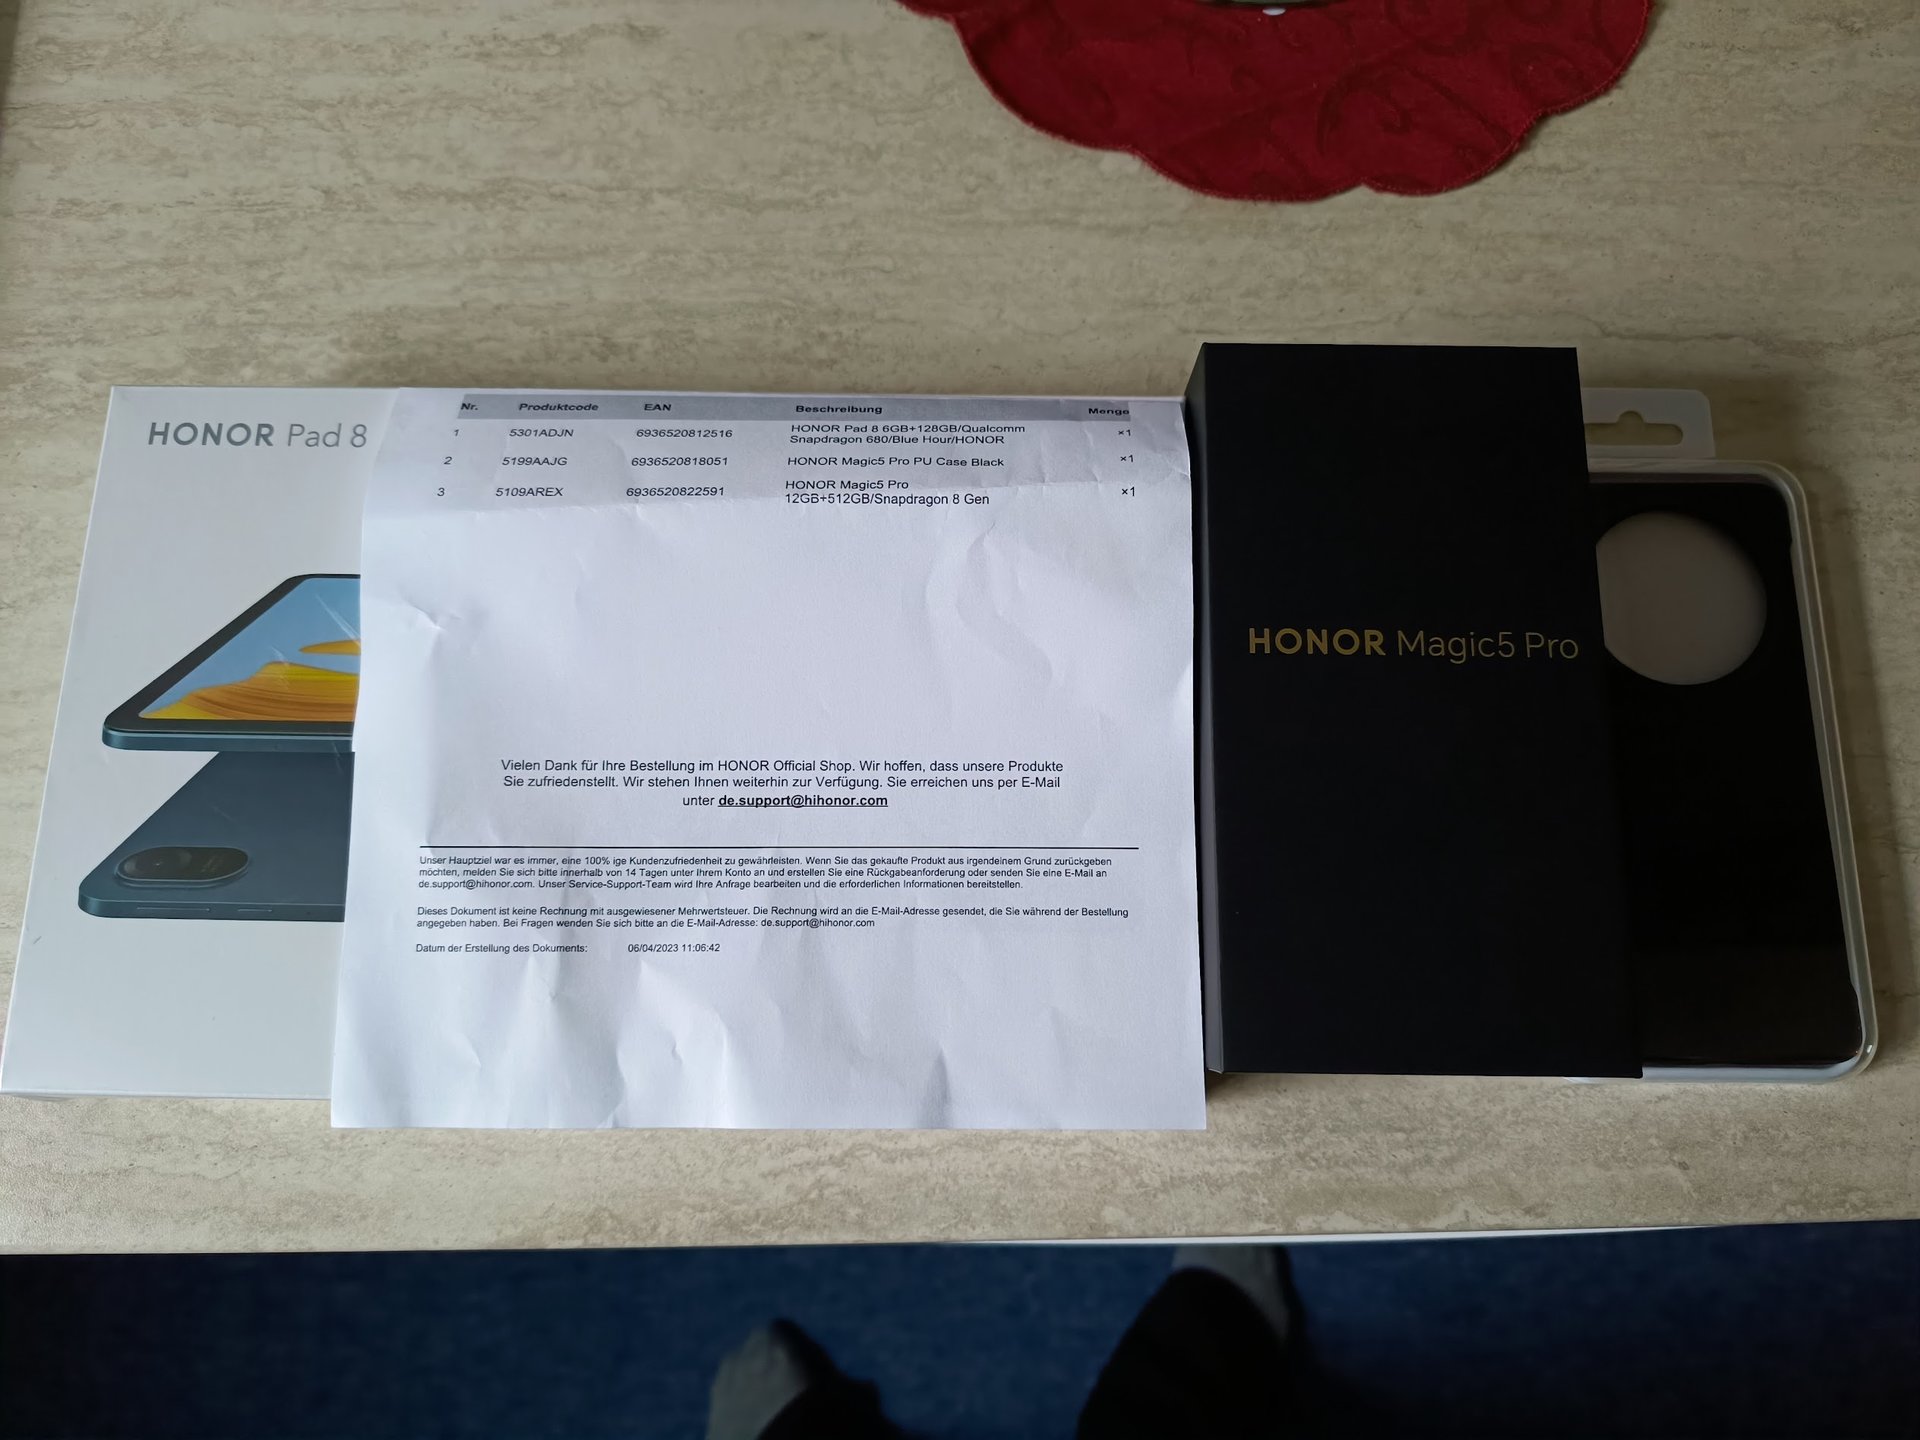 HONOR Pad 8
Nr. Produktcode EAN Beschreibung Menge
1 5301ADJN 6936520812516 HONOR Pad 8 6GB+128GB/Qualcomm ×1
Snapdragon 680/Blue Hour/HONOR
2 5199AAJG 6936520818051 HONOR Magic5 Pro PU Case Black ×1
3 5109AREX 6936520822591 HONOR Magic5 Pro ×1
12GB+512GB/Snapdragon 8 Gen
Vielen Dank für Ihre Bestellung im HONOR Official Shop. Wir hoffen, dass unsere Produkte
Sie zufriedenstellt. Wir stehen Ihnen weiterhin zur Verfügung. Sie erreichen uns per E-Mail
unter de.support@hihonor.com
Unser Hauptziel war es immer, eine 100% ige Kundenzufriedenheit zu gewährleisten. Wenn Sie das gekaufte Produkt aus irgendeinem Grund zurückgeben
möchten, melden Sie sich bitte innerhalb von 14 Tagen unter Ihrem Konto an und erstellen Sie eine Rückgabeanforderung oder senden Sie eine E-Mail an
de.support@hihonor.com. Unser Service-Support-Team wird Ihre Anfrage bearbeiten und die erforderlichen Informationen bereitstellen.
Dieses Dokument ist keine Rechnung mit ausgewiesener Mehrwertsteuer. Die Rechnung wird an die E-Mail-Adresse gesendet, die Sie während der Bestellung
angegeben haben. Bei Fragen wenden Sie sich bitte an die E-Mail-Adresse: de.support@hihonor.com
Datum der Erstellung des Dokuments: 06/04/2023 11:06:42
HONOR Magic5 Pro